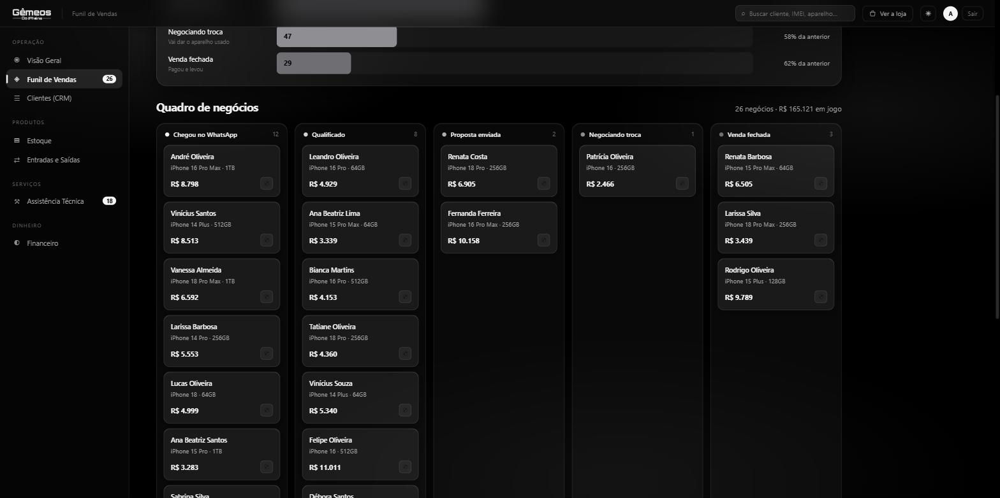 Gêmeos
Do iPhone
Funil de Vendas
Buscar cliente, IMEI, aparelho...
Ver a loja
A
Sair
OPERAÇÃO
Visão Geral
Funil de Vendas
26
Clientes (CRM)
PRODUTOS
Estoque
Entradas e Saídas
SERVIÇOS
Assistência Técnica
18
DINHEIRO
Financeiro
Negociando troca
Vai dar o aparelho usado
47
58% da anterior
Venda fechada
Pagou e levou
29
62% da anterior
Quadro de negócios
26 negócios · R$ 165.121 em jogo
Chegou no WhatsApp
12
André Oliveira
iPhone 16 Pro Max · 1TB
R$ 8.798
Vinícius Santos
iPhone 14 Plus · 512GB
R$ 8.513
Vanessa Almeida
iPhone 18 Pro Max · 1TB
R$ 6.592
Larissa Barbosa
iPhone 14 Pro · 256GB
R$ 5.553
Lucas Oliveira
iPhone 18 · 64GB
R$ 4.999
Ana Beatriz Santos
iPhone 15 Pro · 1TB
R$ 3.283
Sabrina Silva
Qualificado
8
Leandro Oliveira
iPhone 16 Pro · 64GB
R$ 4.929
Ana Beatriz Lima
iPhone 15 Pro Max · 64GB
R$ 3.339
Bianca Martins
iPhone 16 Pro · 512GB
R$ 4.153
Tatiane Oliveira
iPhone 18 Pro · 256GB
R$ 4.360
Vinícius Souza
iPhone 14 Plus · 64GB
R$ 5.340
Felipe Oliveira
iPhone 16 · 512GB
R$ 11.011
Débora Santos
Proposta enviada
2
Renata Costa
iPhone 18 Pro · 256GB
R$ 6.905
Fernanda Ferreira
iPhone 16 Pro Max · 256GB
R$ 10.158
Negociando troca
1
Patrícia Oliveira
iPhone 16 · 256GB
R$ 2.466
Venda fechada
3
Renata Barbosa
iPhone 15 Pro Max · 64GB
R$ 6.505
Larissa Silva
iPhone 18 Pro Max · 256GB
R$ 3.439
Rodrigo Oliveira
iPhone 15 Plus · 128GB
R$ 9.789